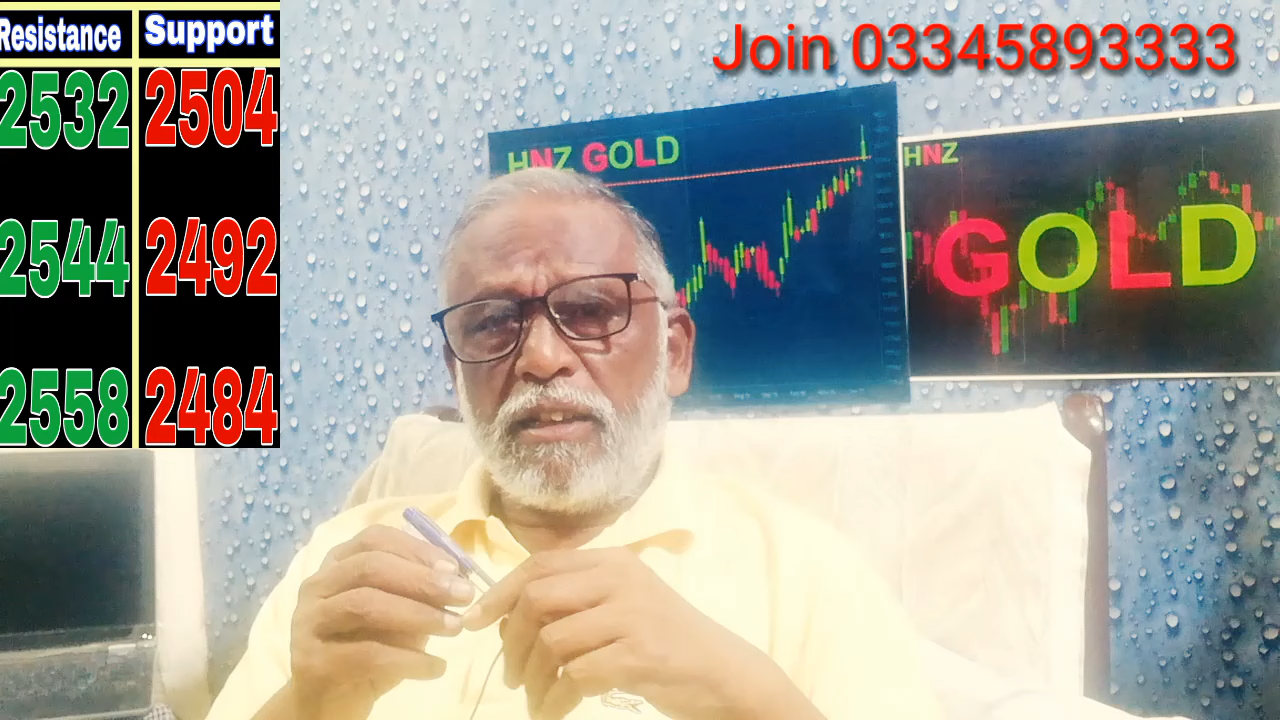 Resistance Support
2532 2504
2544 2492
2558 2484
Join 03345893333
HNZ GOLD
HNZ
GOLD